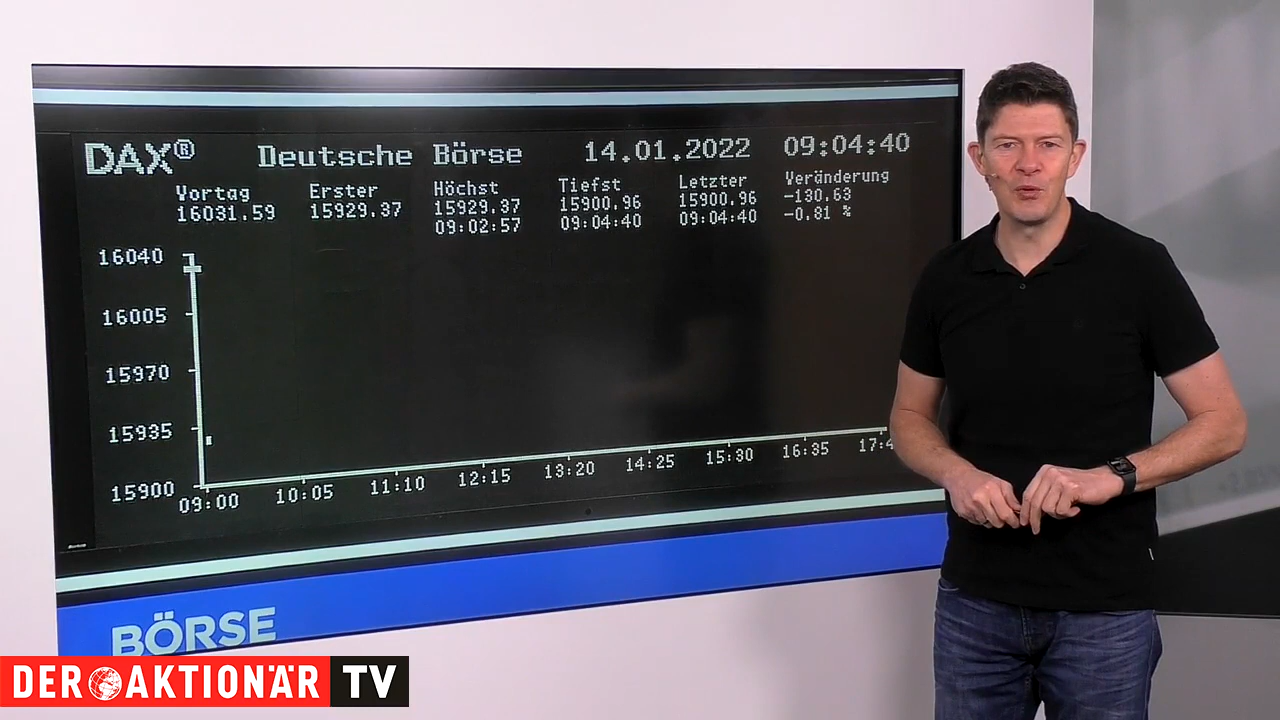 DAX® Deutsche Börse 14.01.2022 09:04:40
Vortag Erster Höchst Tiefst Letzter Veränderung
16031.59 15929.37 15929.37 15900.96 15900.96 -130.63
09:02:57 09:04:40 09:04:40 -0.81 %
16040
16005
15970
15935
15900
09:00 10:05 11:10 12:15 13:20 14:25 15:30 16:35 17:4
BÖRSE
DER AKTIONÄR TV